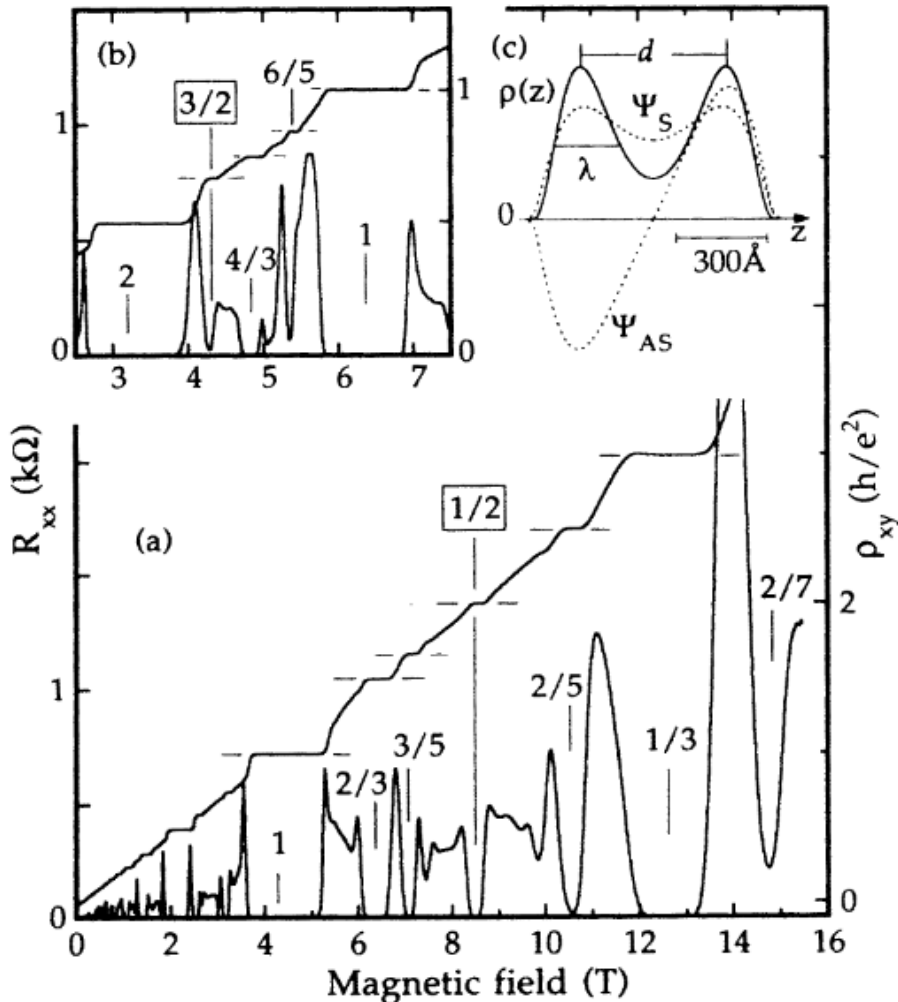 (b)
6/5
3/2
4/3
2
1
1
0
1
0
3 4 5 6 7
(c)
d
ρ(z)
Ψ_S
λ
0
z
300Å
Ψ_AS
(a)
1/2
2/7
2/5
1/3
3/5
2/3
1
R_xx (kΩ)
1
0
ρ_xy (h/e²)
2
0
0 2 4 6 8 10 12 14 16
Magnetic field (T)